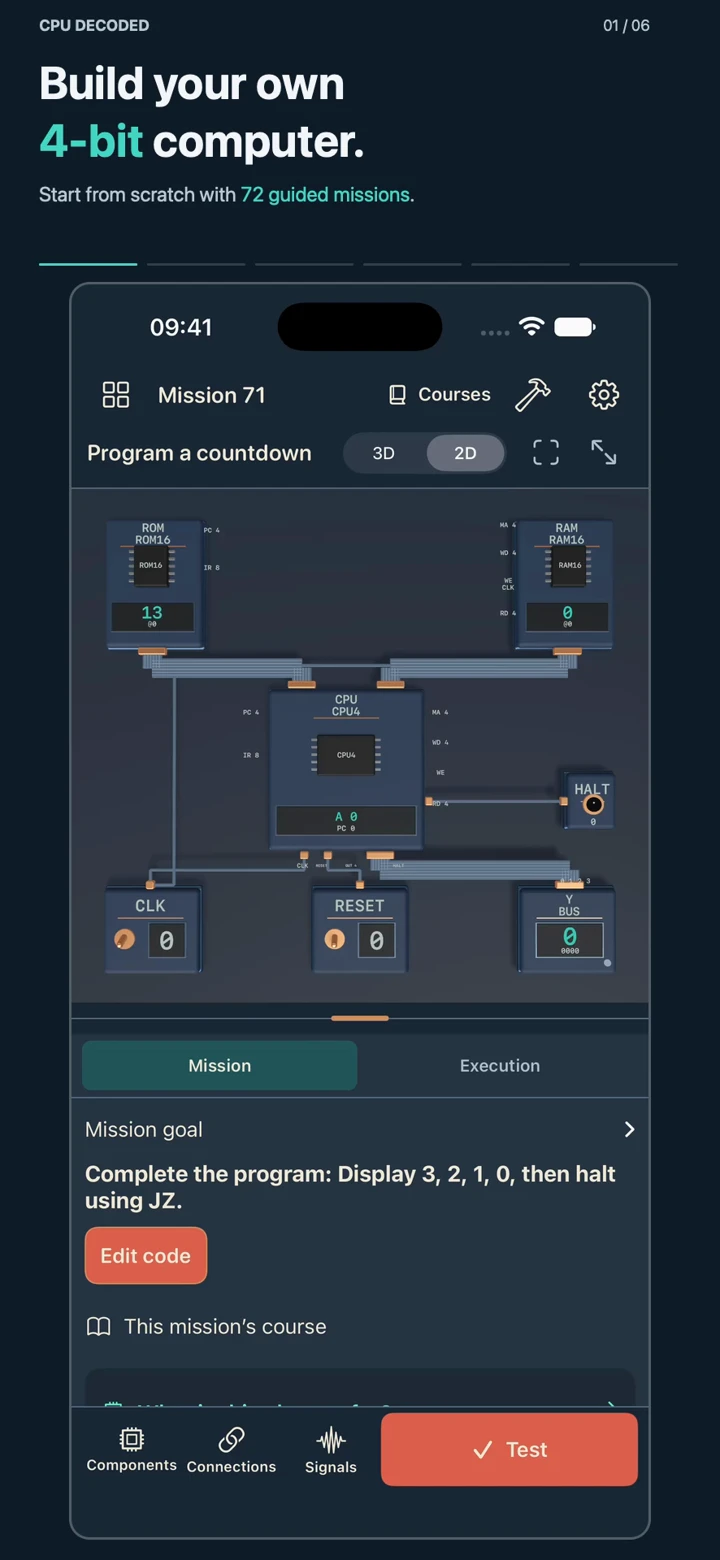 CPU DECODED
01 / 06
Build your own
4-bit computer.
Start from scratch with 72 guided missions.
09:41
Mission 71
Courses
Program a countdown
3D
2D
ROM
ROM16
PC 4
ROM16
IR 8
13
@0
RAM
RAM16
MA 4
WD 4
RAM16
WE
CLK
RD 4
0
@0
CPU
CPU4
PC 4
MA 4
WD 4
IR 8
CPU4
WE
RD 4
A 0
PC 0
HALT
0
CLK
RESET
HALT
CLK
0
RESET
0
Y
BUS
0
0000
Mission
Execution
Mission goal
Complete the program: Display 3, 2, 1, 0, then halt
using JZ.
Edit code
This mission’s course
Components
Connections
Signals
Test